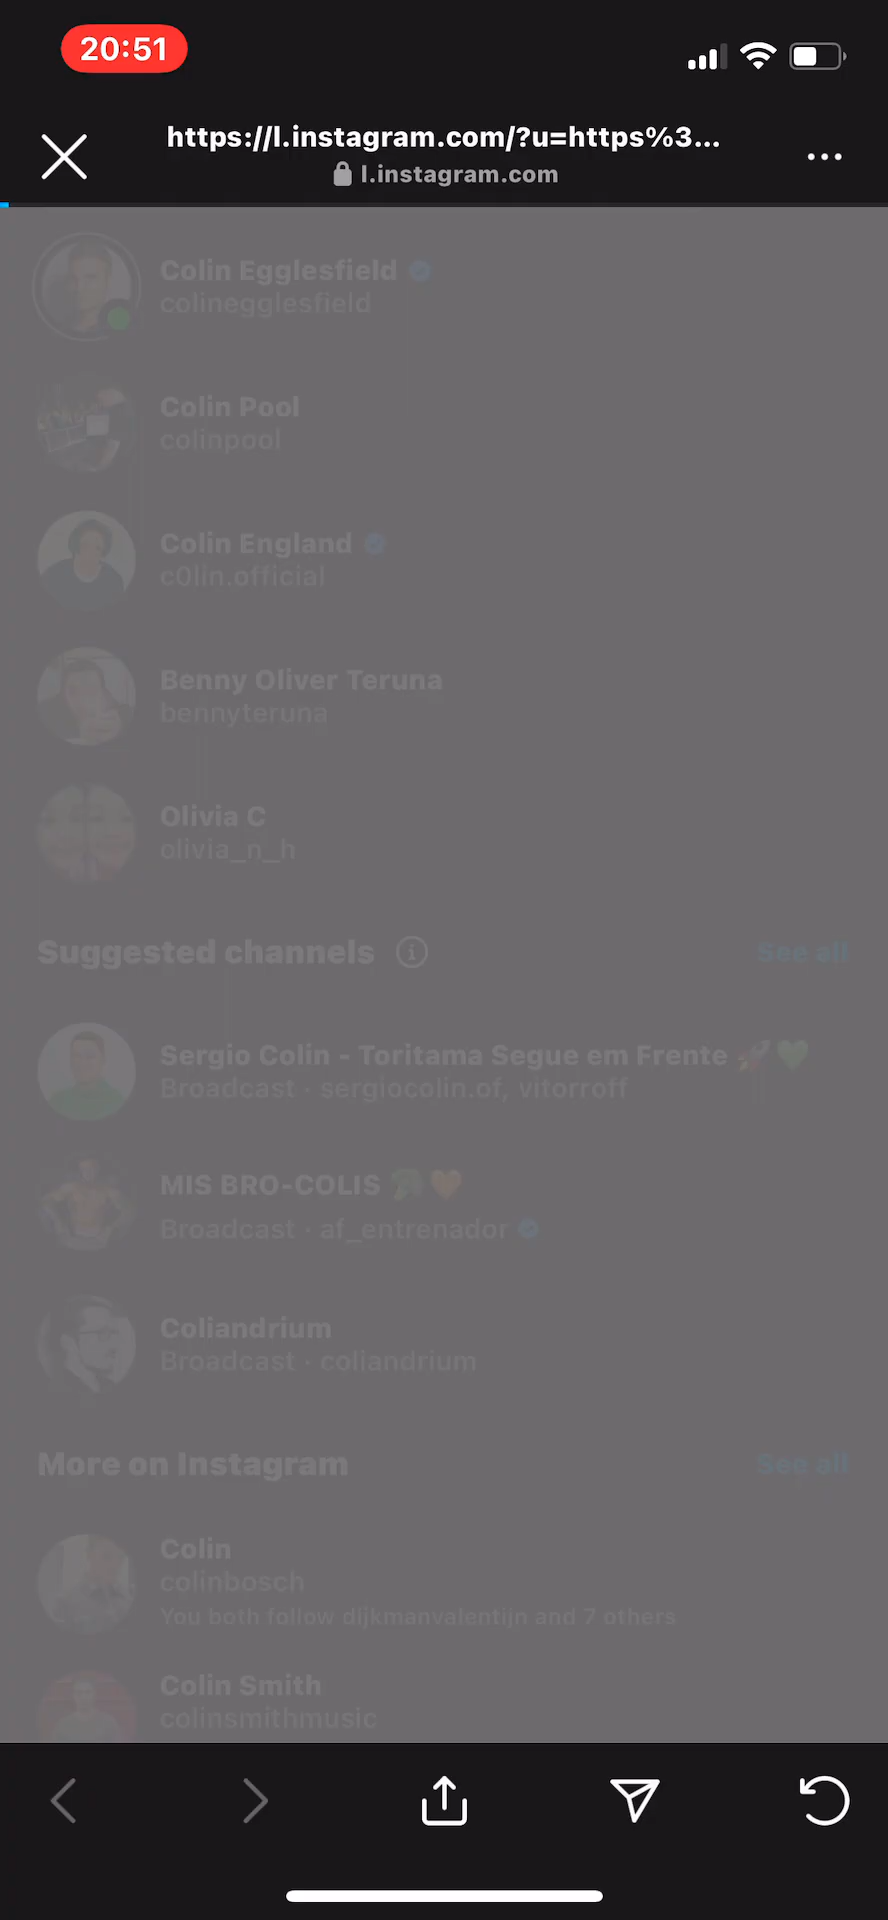 20:51
https://l.instagram.com/?u=https%3...
l.instagram.com
Colin Egglesfield
colinegglesfield
Colin Pool
colinpool
Colin England
c0lin.official
Benny Oliver Teruna
bennyteruna
Olivia C
olivia_n_h
Suggested channels
See all
Sergio Colin - Toritama Segue em Frente 🚀💚
Broadcast · sergiocolin.of, vitorroff
MIS BRO-COLIS 🥦🧡
Broadcast · af_entrenador
Coliandrium
Broadcast · coliandrium
More on Instagram
See all
Colin
colinbosch
You both follow dijkmanvalentijn and 7 others
Colin Smith
colinsmithmusic